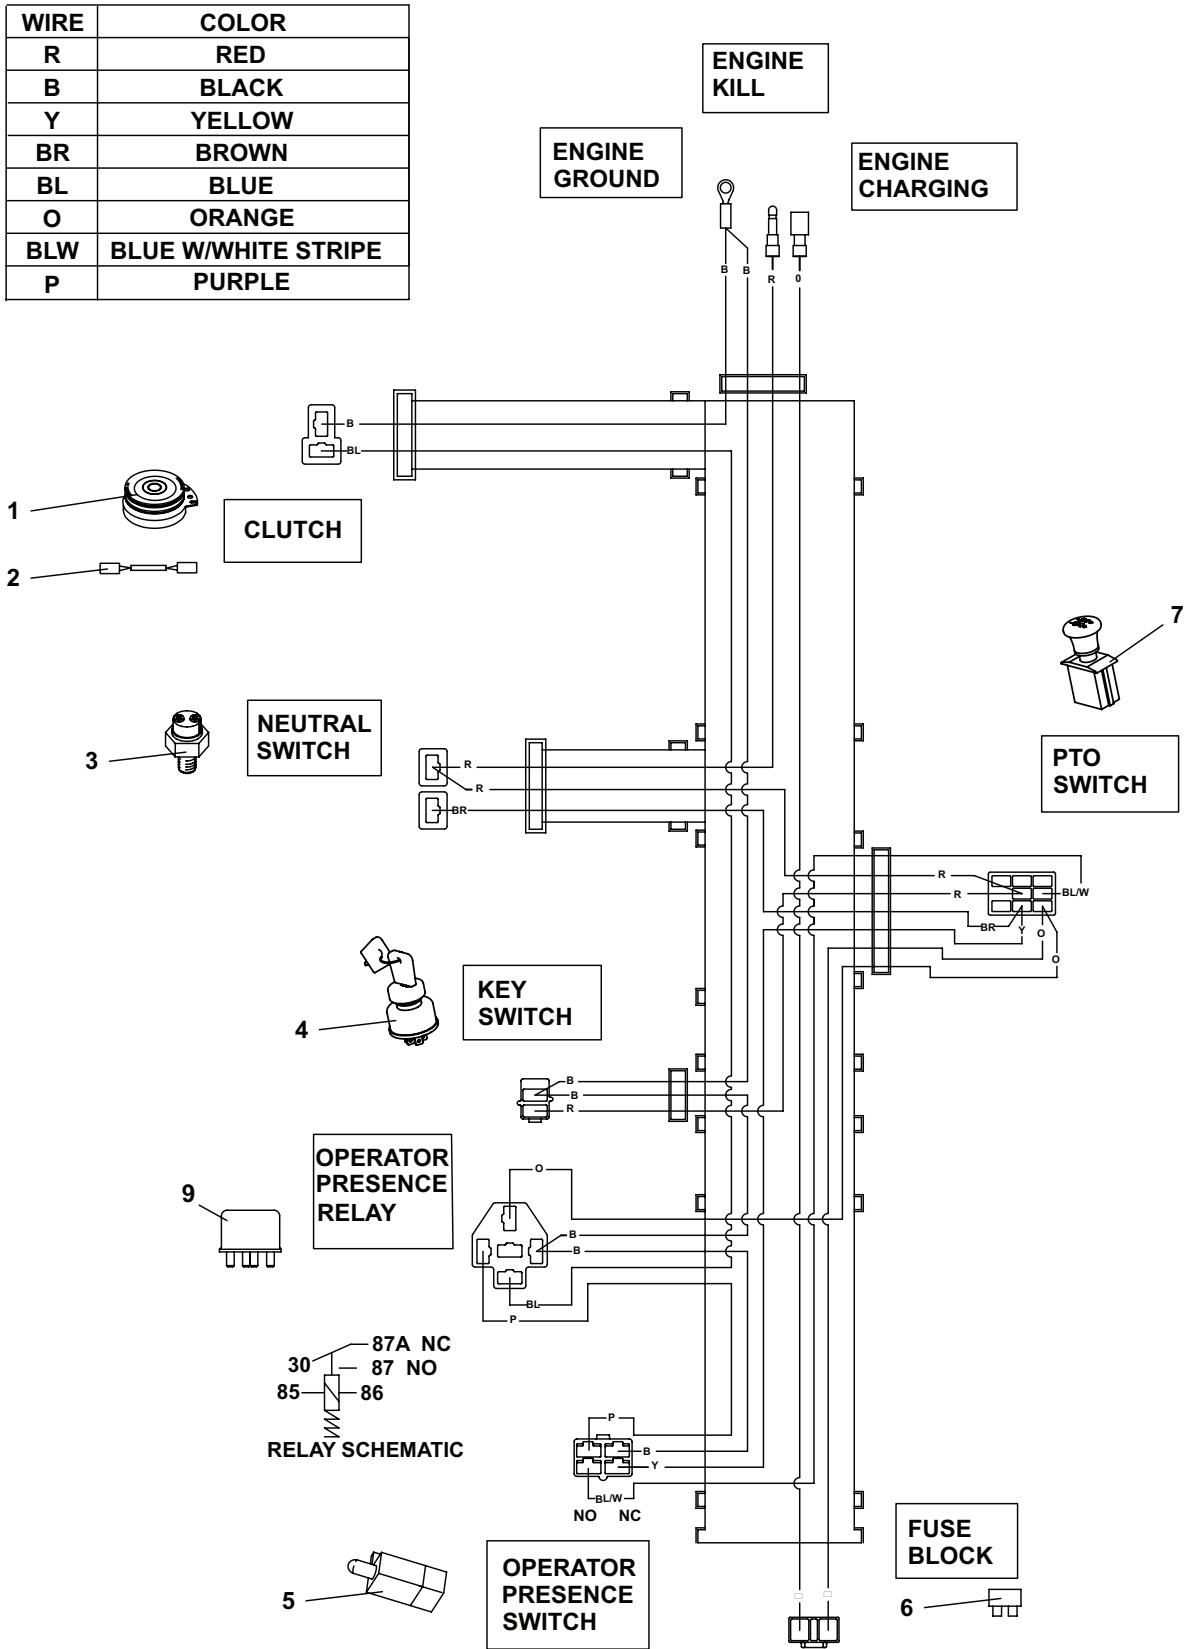 WIRE COLOR
R RED
B BLACK
Y YELLOW
BR BROWN
BL BLUE
O ORANGE
BLW BLUE W/WHITE STRIPE
P PURPLE
ENGINE
KILL
ENGINE
GROUND
ENGINE
CHARGING
B B R 0
B
BL
1
CLUTCH
2
7
NEUTRAL
SWITCH
3
PTO
SWITCH
R
R
BR
R
R
BL/W
BR Y O
O
KEY
SWITCH
4
B
B
R
OPERATOR
PRESENCE
RELAY
9
O
B
B
BL
P
87A NC
30
87 NO
85 86
RELAY SCHEMATIC
P
B
Y
BL/W
NO NC
FUSE
BLOCK
OPERATOR
PRESENCE
SWITCH
5
6